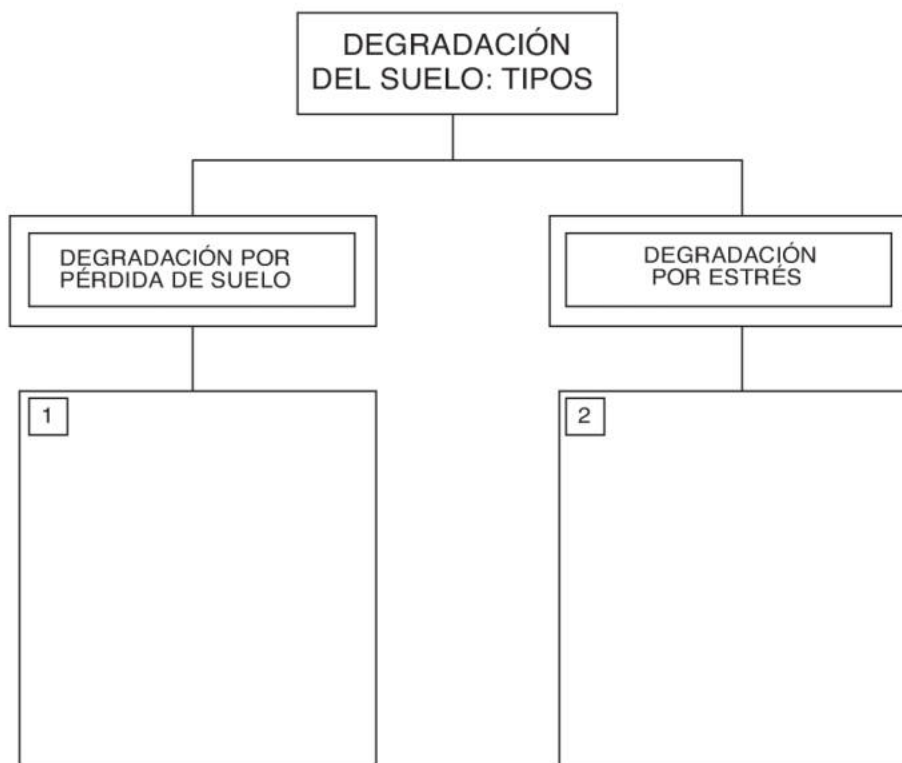 DEGRADACIÓN
DEL SUELO: TIPOS
DEGRADACIÓN POR
PÉRDIDA DE SUELO
DEGRADACIÓN
POR ESTRÉS
1
2